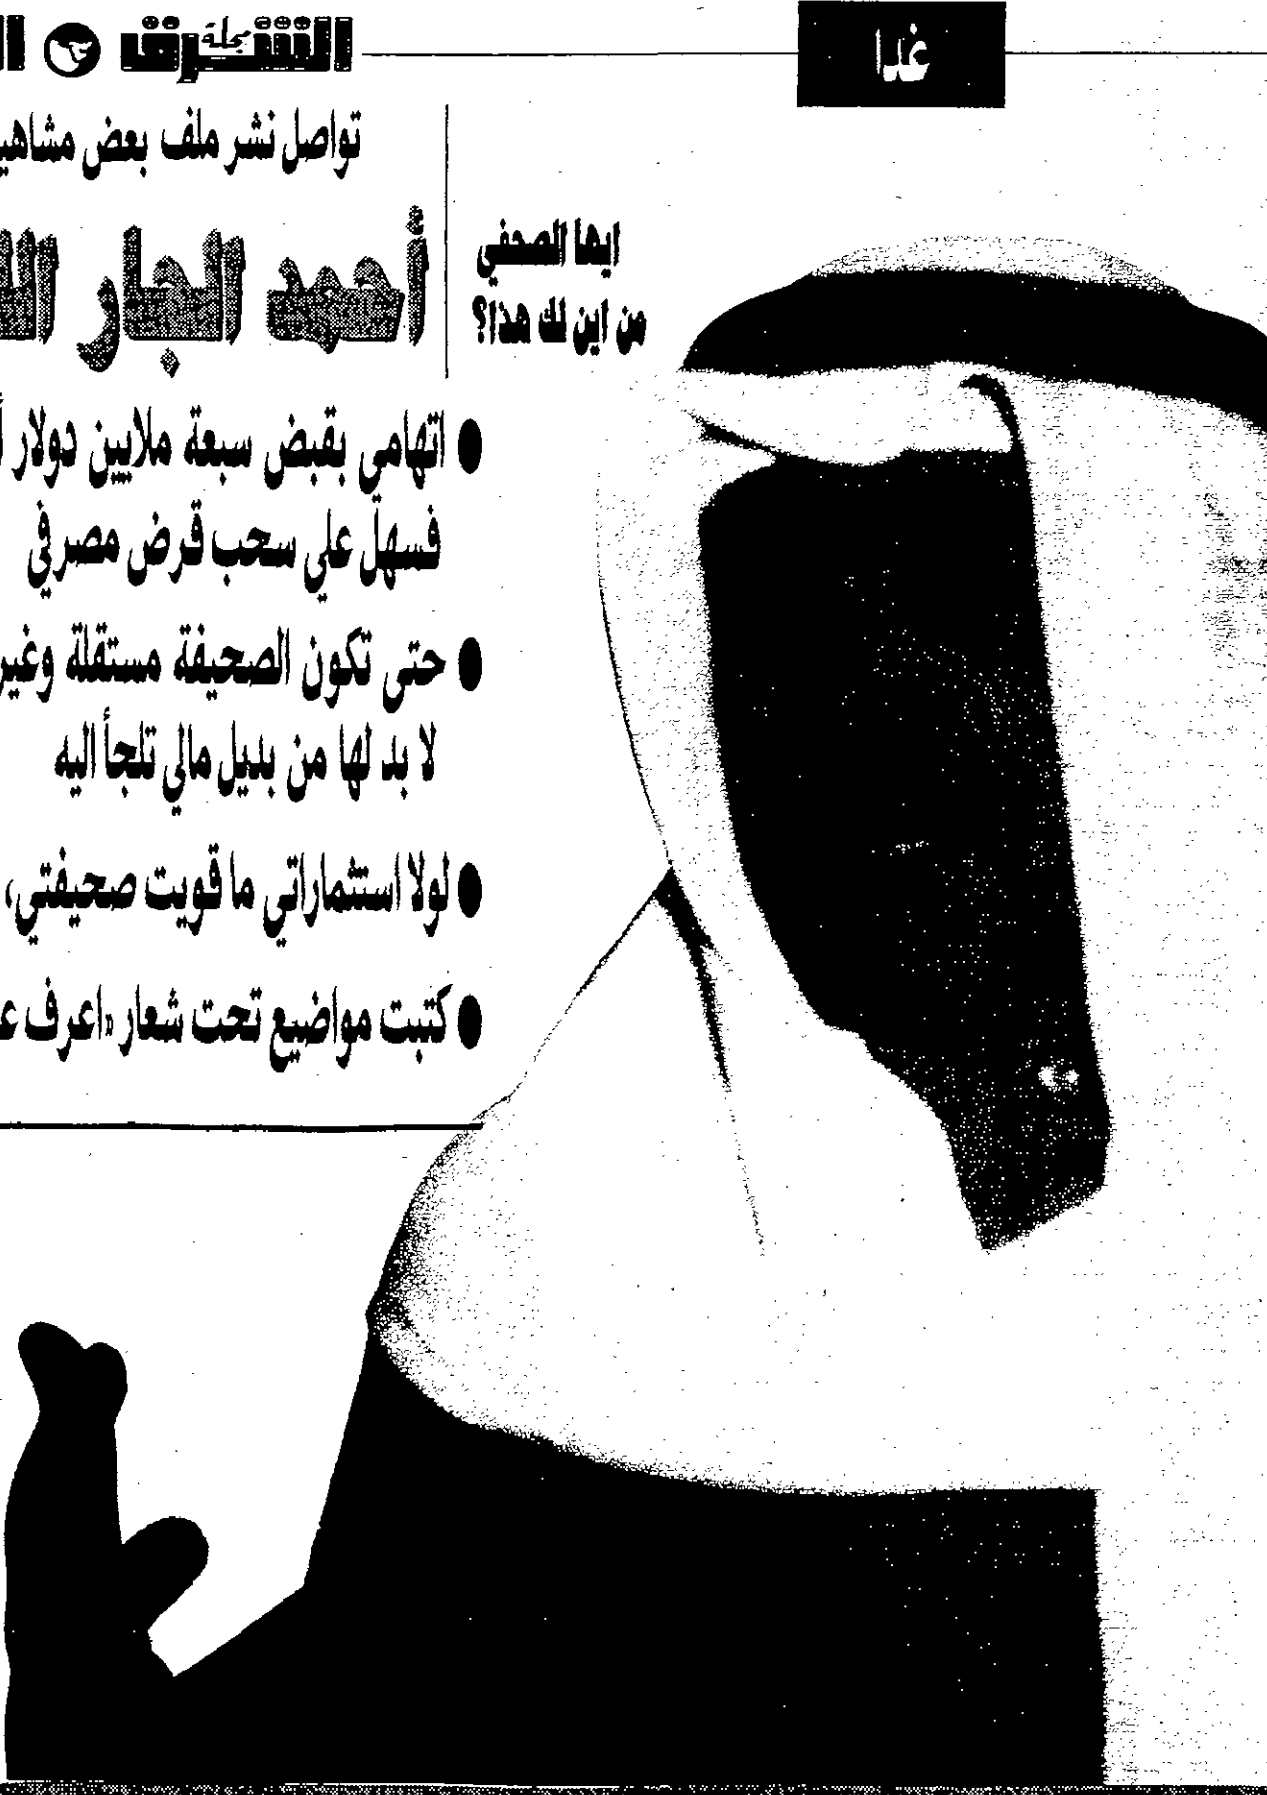 غدا
مجلة الشرق
تواصل نشر ملف بعض
ايها الصحفي
من اين لك هذا؟
أحمد الجار
اتهامي بقبض سبعة ملايين دولار
فسهل علي سحب قرض مصرفي
حتى تكون الصحيفة مستقلة وغير
لا بد لها من بديل مالي تلجأ اليه
لولا استثماراتي ما قويت صحيفتي،
كتبت مواضيع تحت شعار «اعرف